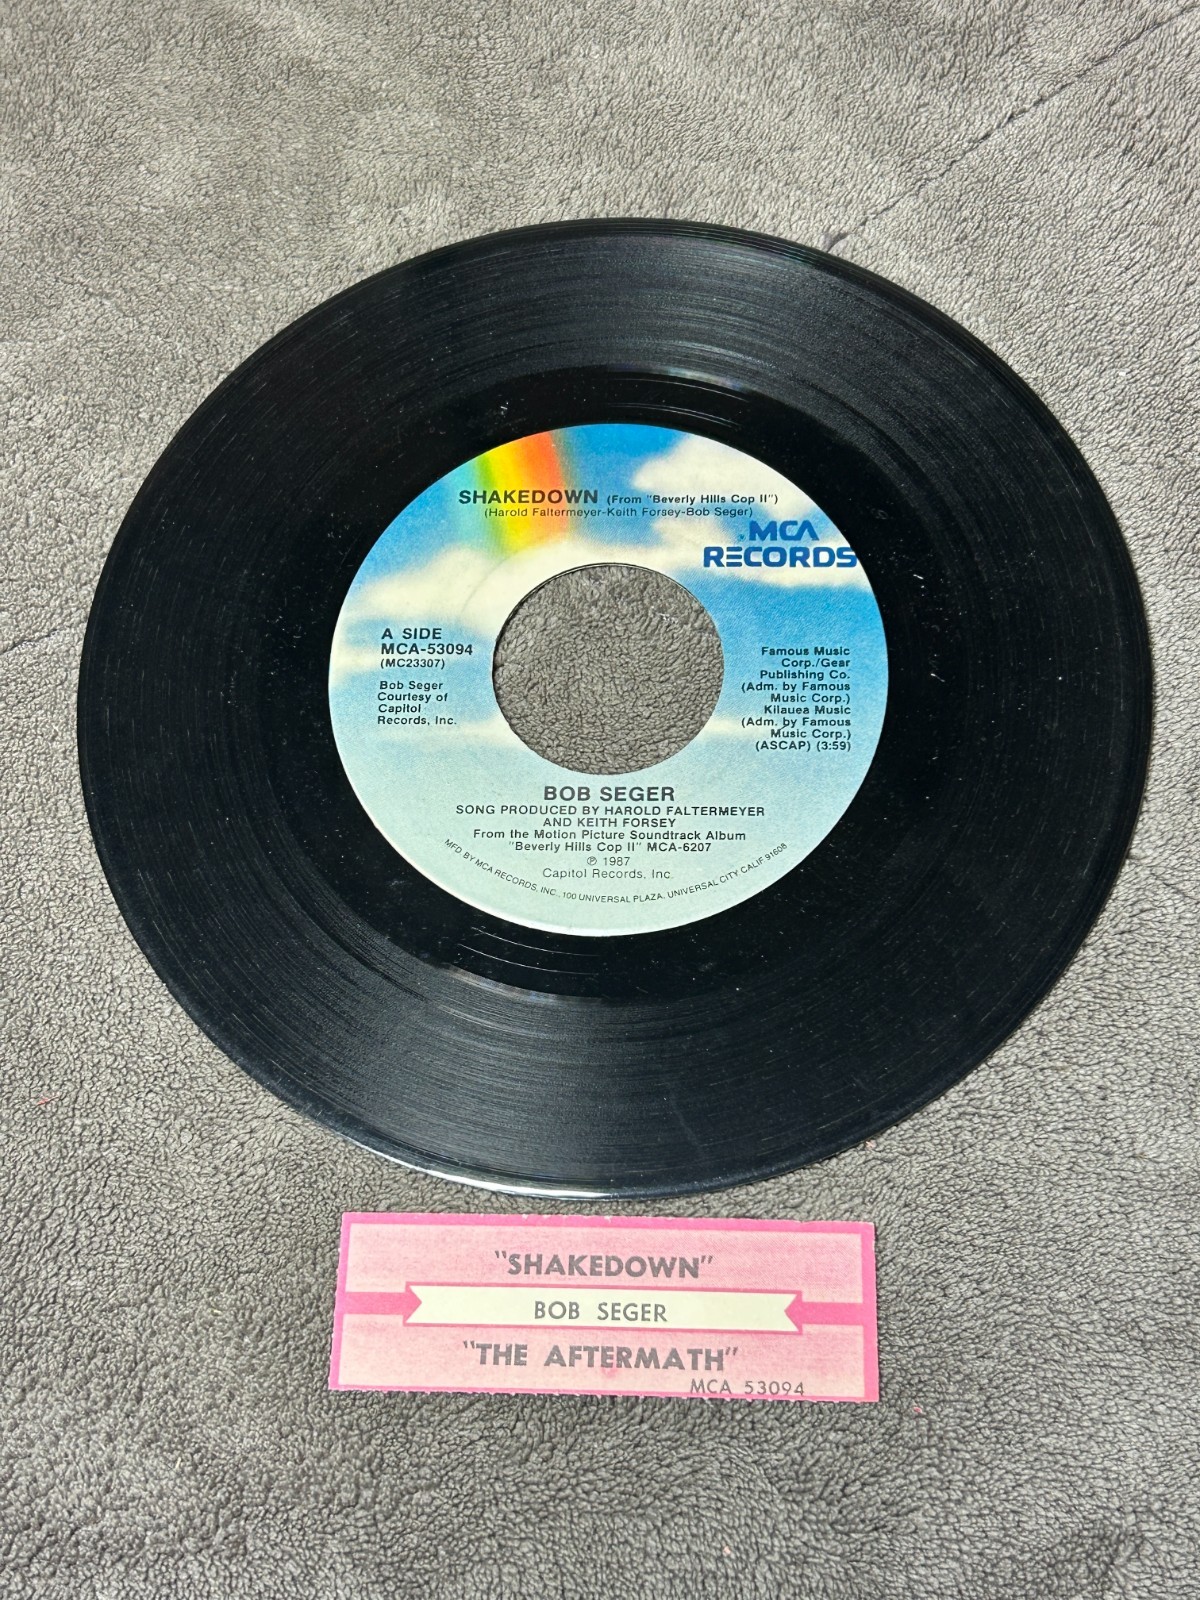 SHAKEDOWN (From "Beverly Hills Cop II")
(Harold Faltermeyer-Keith Forsey-Bob Seger)
MCA
RECORDS
A SIDE
MCA-53094
(MC23307)
Bob Seger
Courtesy of
Capitol
Records, Inc.
Famous Music
Corp./Gear
Publishing Co.
(Adm. by Famous
Music Corp.)
Kilauea Music
(Adm. by Famous
Music Corp.)
(ASCAP) (3:59)
BOB SEGER
SONG PRODUCED BY HAROLD FALTERMEYER
AND KEITH FORSEY
From the Motion Picture Soundtrack Album
"Beverly Hills Cop II" MCA-6207
℗ 1987
Capitol Records, Inc.
MFD BY MCA RECORDS, INC., 100 UNIVERSAL PLAZA, UNIVERSAL CITY CALIF 91608
"SHAKEDOWN"
BOB SEGER
"THE AFTERMATH"
MCA 53094